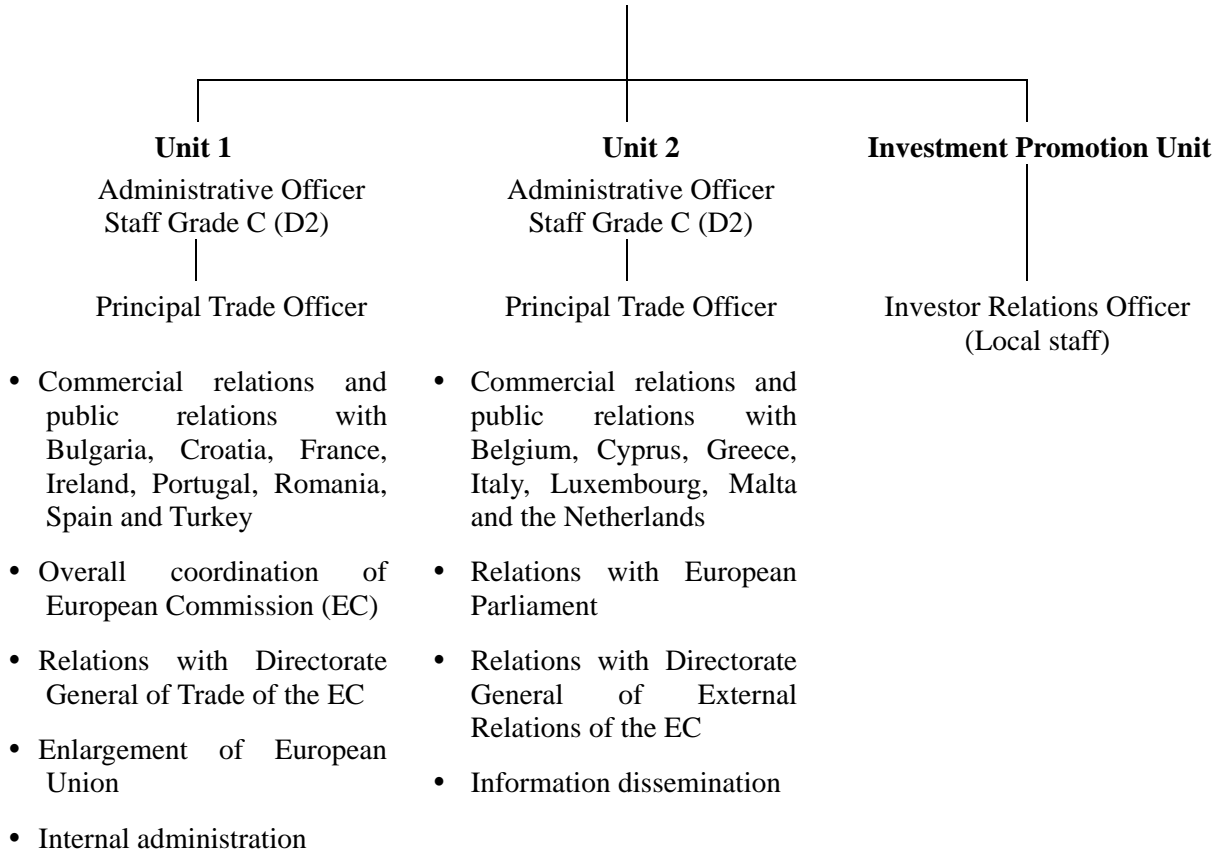 Unit 1
Administrative Officer
Staff Grade C (D2)
Principal Trade Officer
• Commercial relations and
public relations with
Bulgaria, Croatia, France,
Ireland, Portugal, Romania,
Spain and Turkey
• Overall coordination of
European Commission (EC)
• Relations with Directorate
General of Trade of the EC
• Enlargement of European
Union
• Internal administration
Unit 2
Administrative Officer
Staff Grade C (D2)
Principal Trade Officer
• Commercial relations and
public relations with
Belgium, Cyprus, Greece,
Italy, Luxembourg, Malta
and the Netherlands
• Relations with European
Parliament
• Relations with Directorate
General of External
Relations of the EC
• Information dissemination
Investment Promotion Unit
Investor Relations Officer
(Local staff)